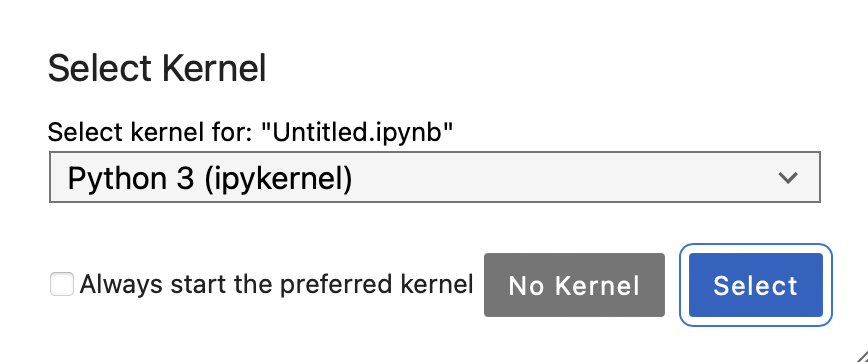 Select Kernel
Select kernel for: "Untitled.ipynb"
Python 3 (ipykernel)
Always start the preferred kernel No Kernel Select